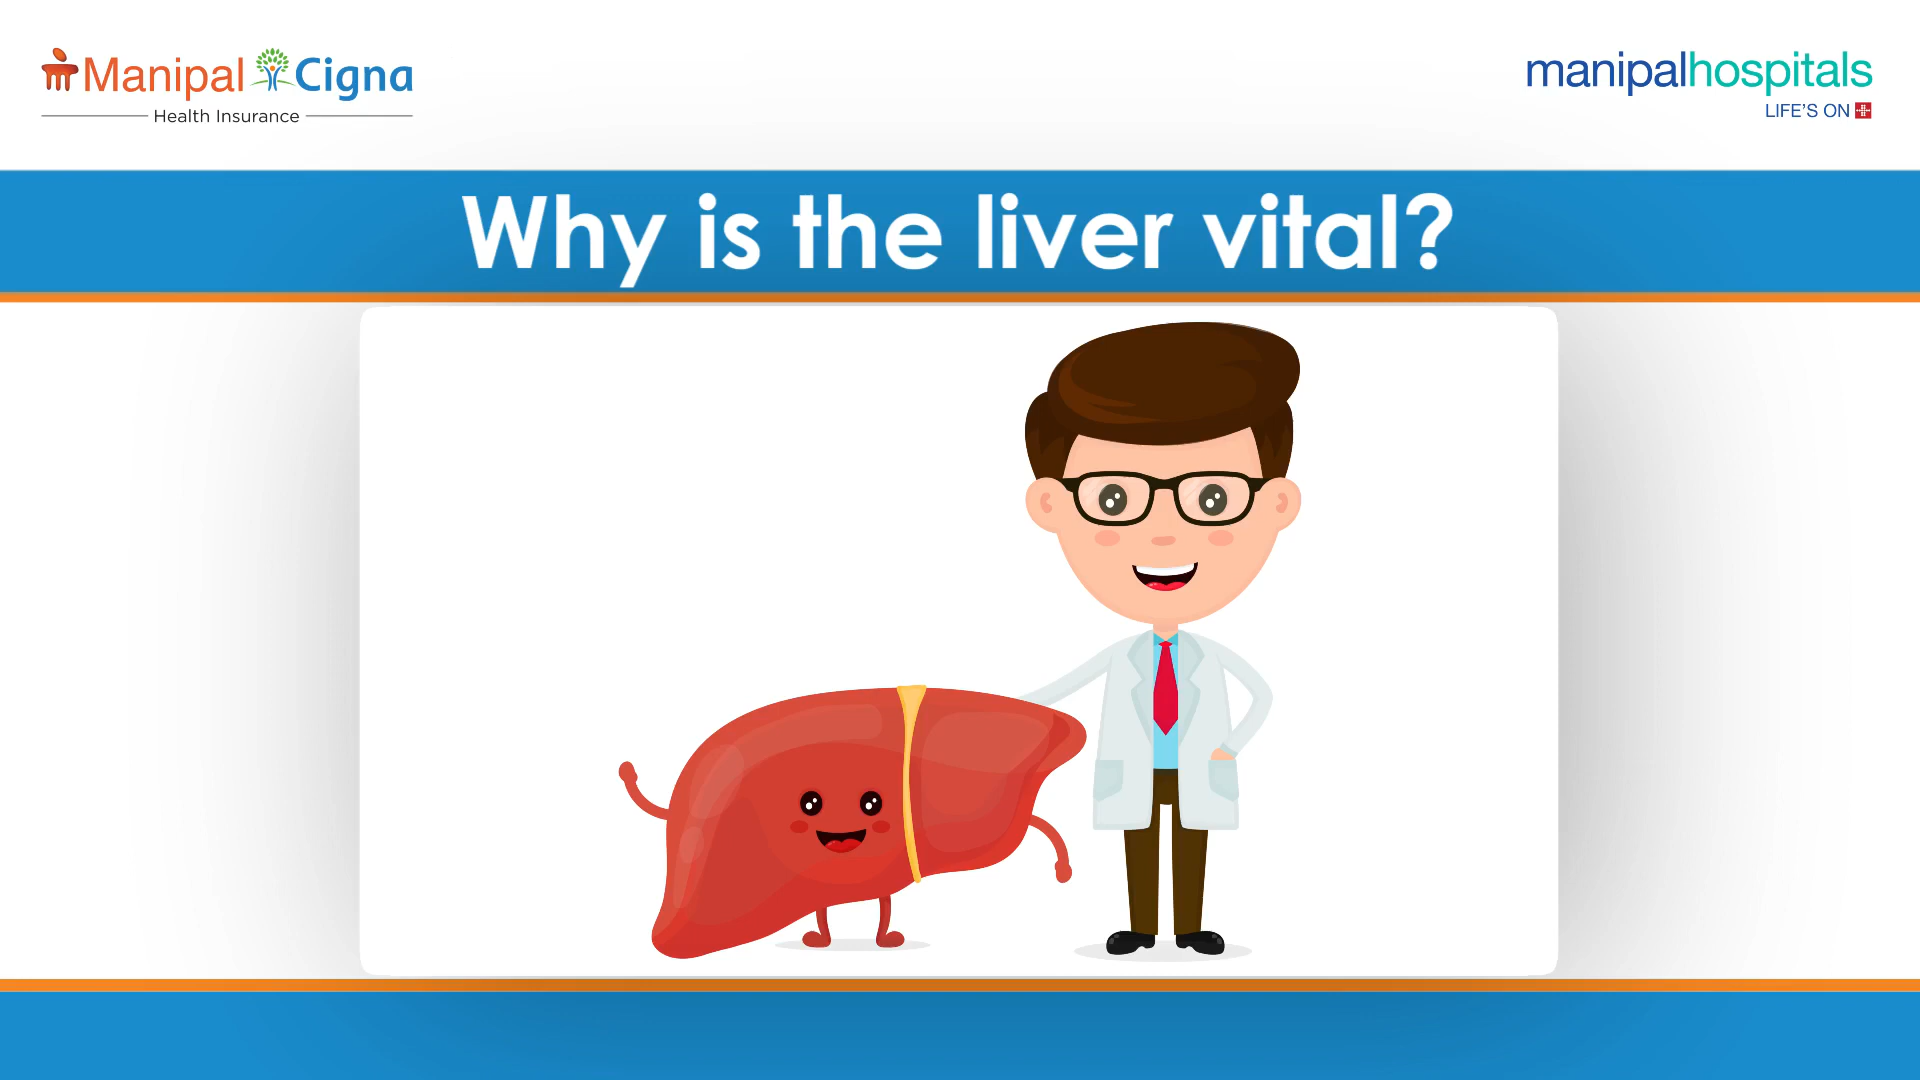 Manipal Cigna
Health Insurance
manipalhospitals
LIFE'S ON
Why is the liver vital?